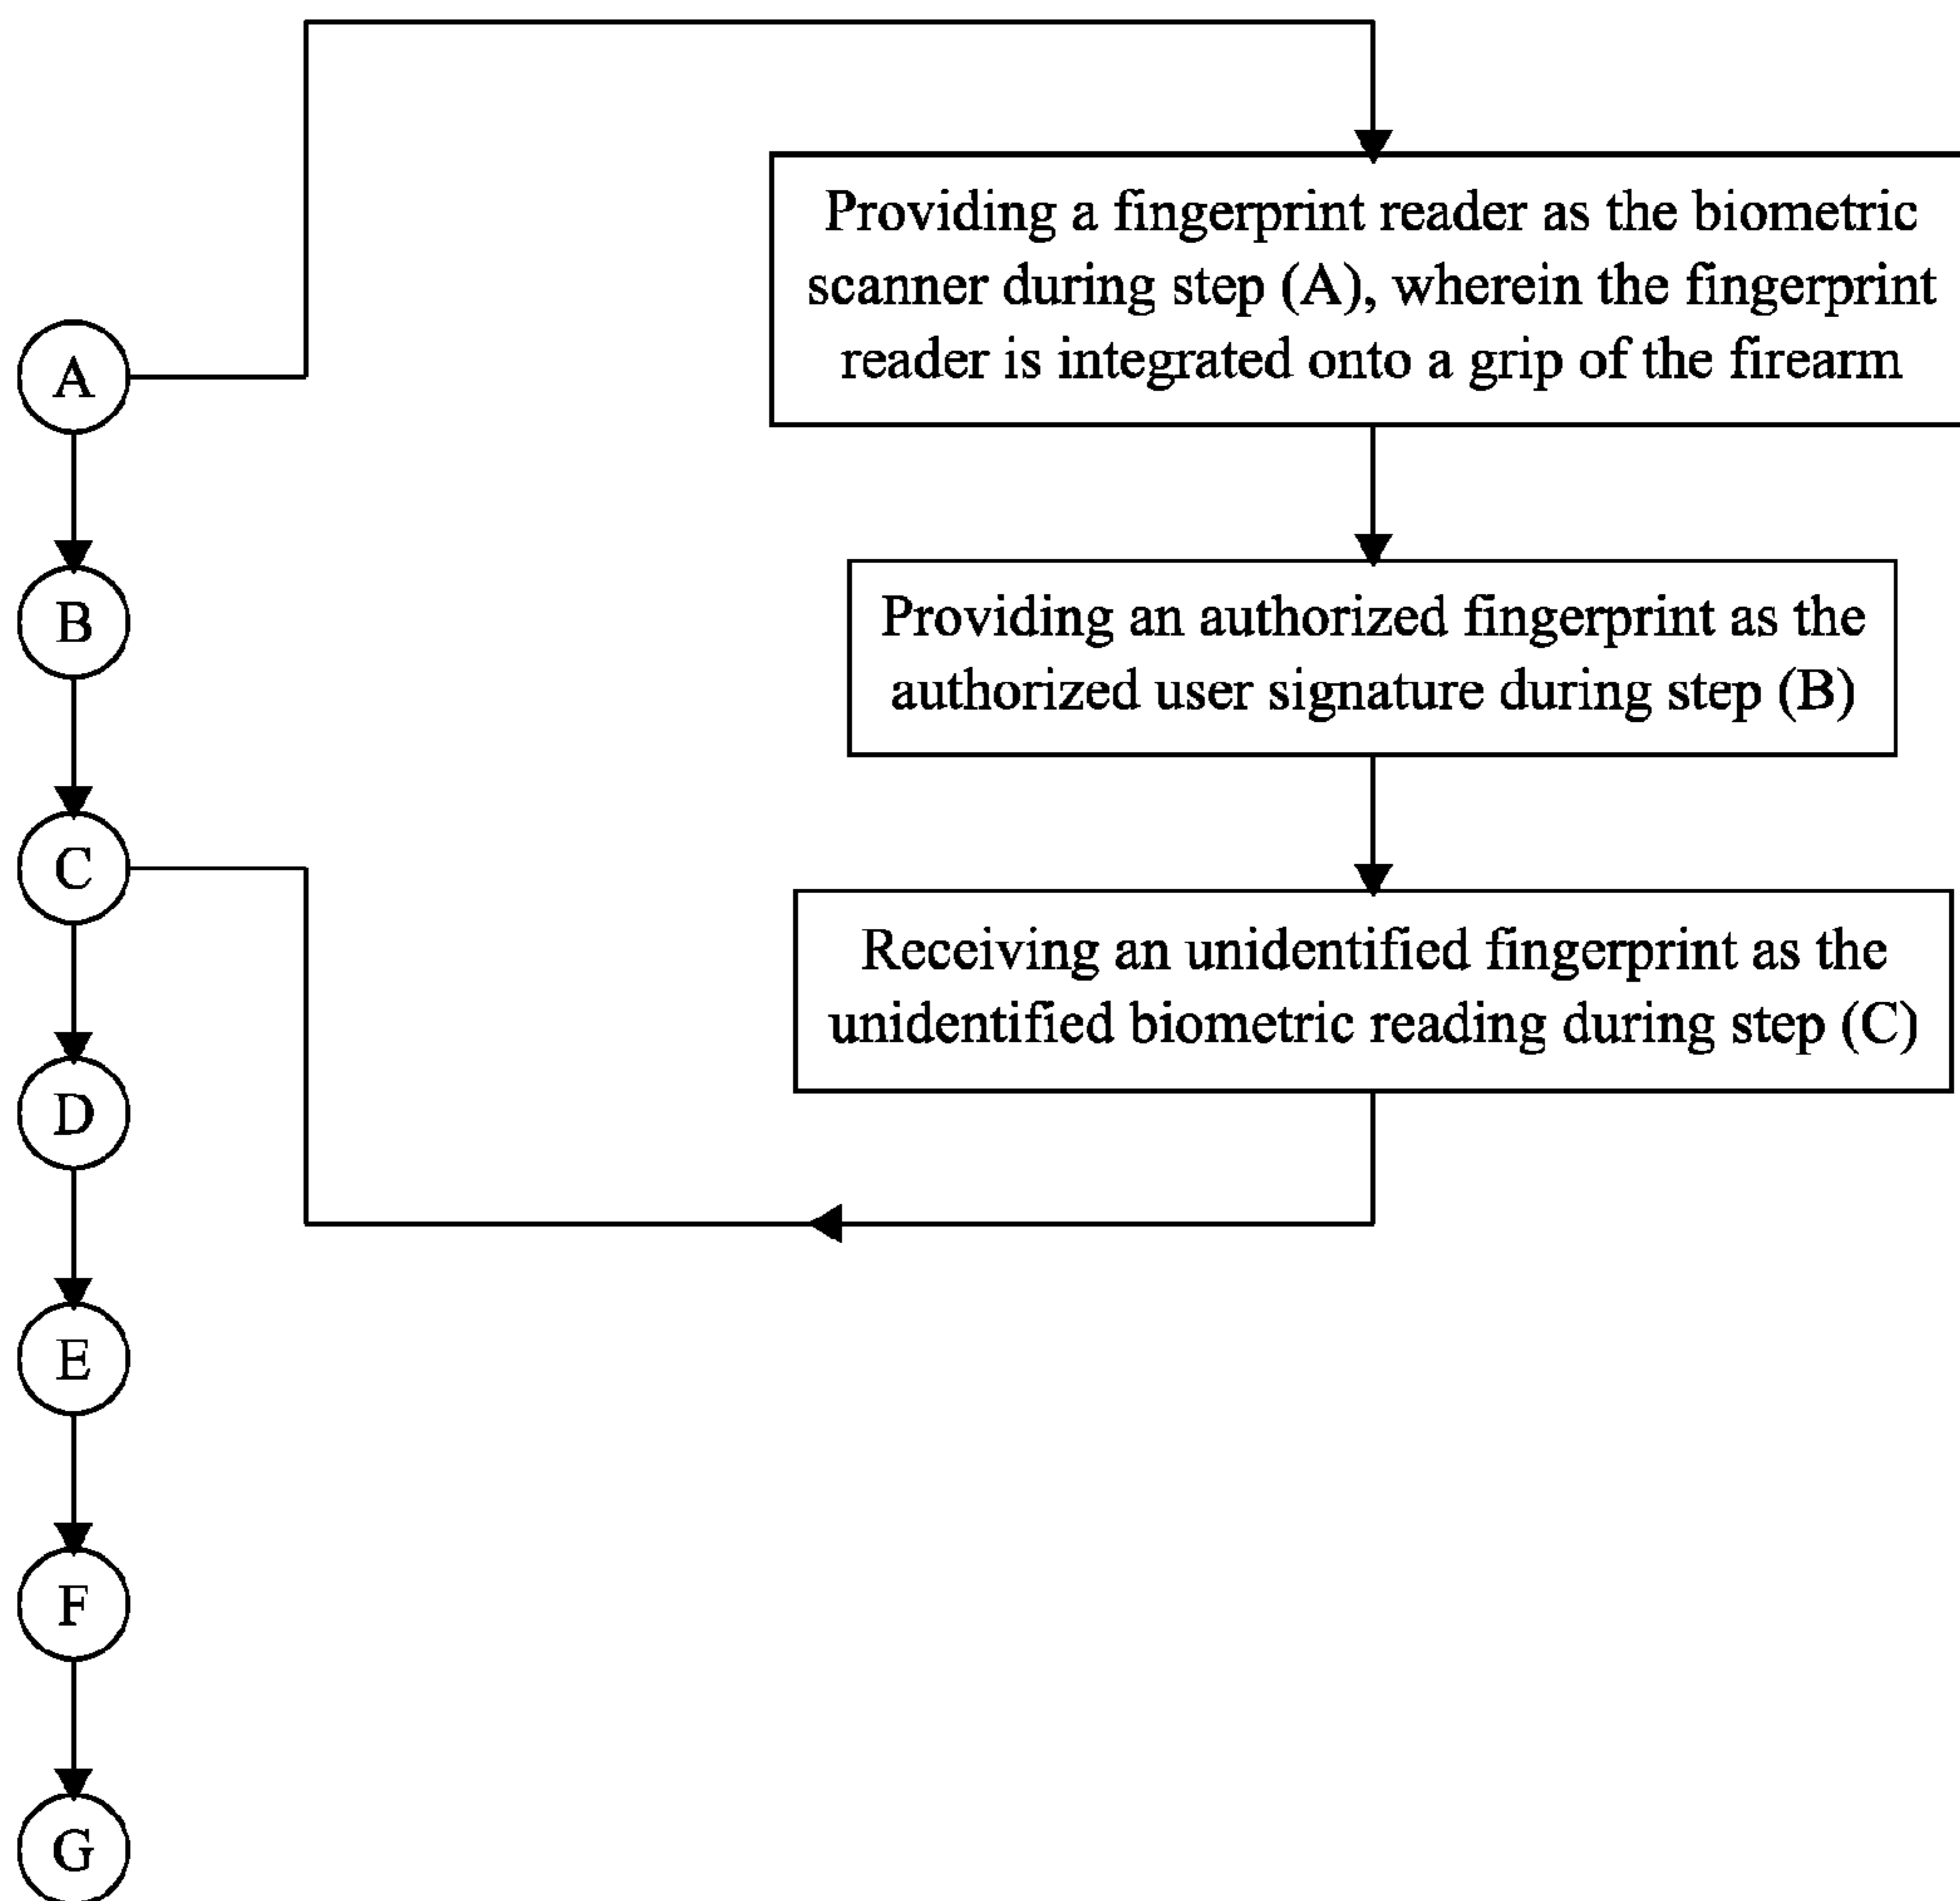 Providing a fingerprint reader as the biometric
scanner during step (A), wherein the fingerprint
reader is integrated onto a grip of the firearm
A
B
Providing an authorized fingerprint as the
authorized user signature during step (B)
C
Receiving an unidentified fingerprint as the
unidentified biometric reading during step (C)
D
E
F
G